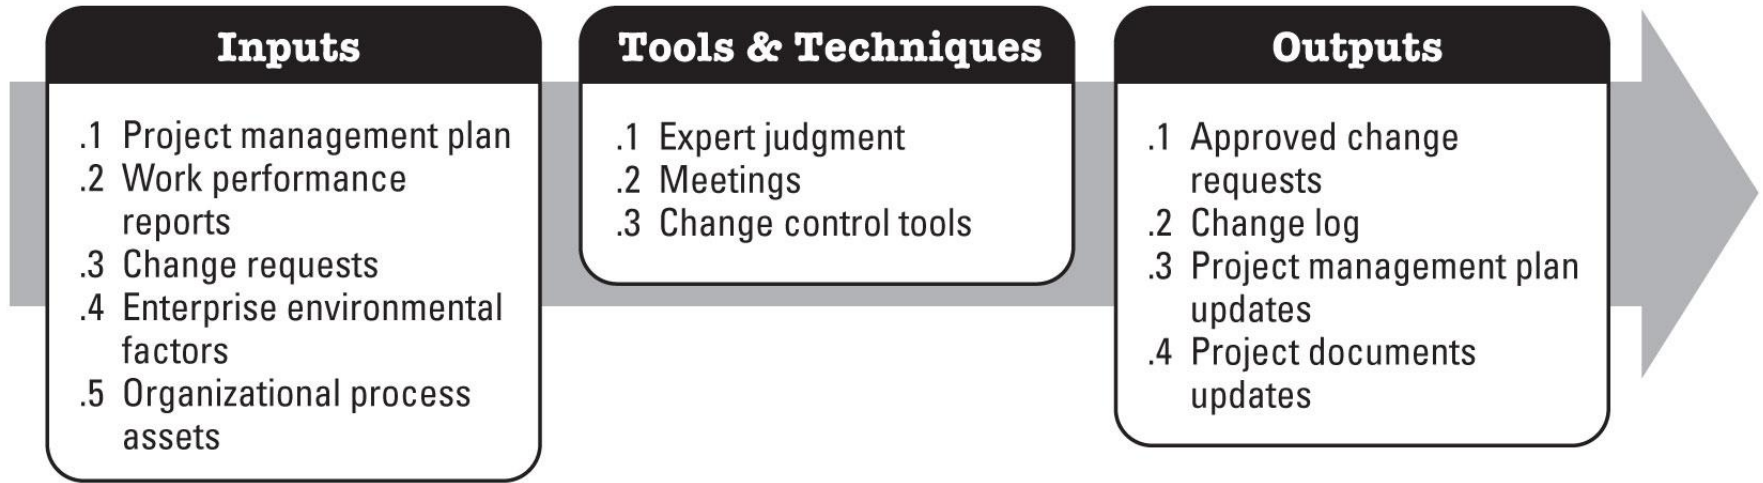 Inputs
.1 Project management plan
.2 Work performance
reports
.3 Change requests
.4 Enterprise environmental
factors
.5 Organizational process
assets
Tools & Techniques
.1 Expert judgment
.2 Meetings
.3 Change control tools
Outputs
.1 Approved change
requests
.2 Change log
.3 Project management plan
updates
.4 Project documents
updates